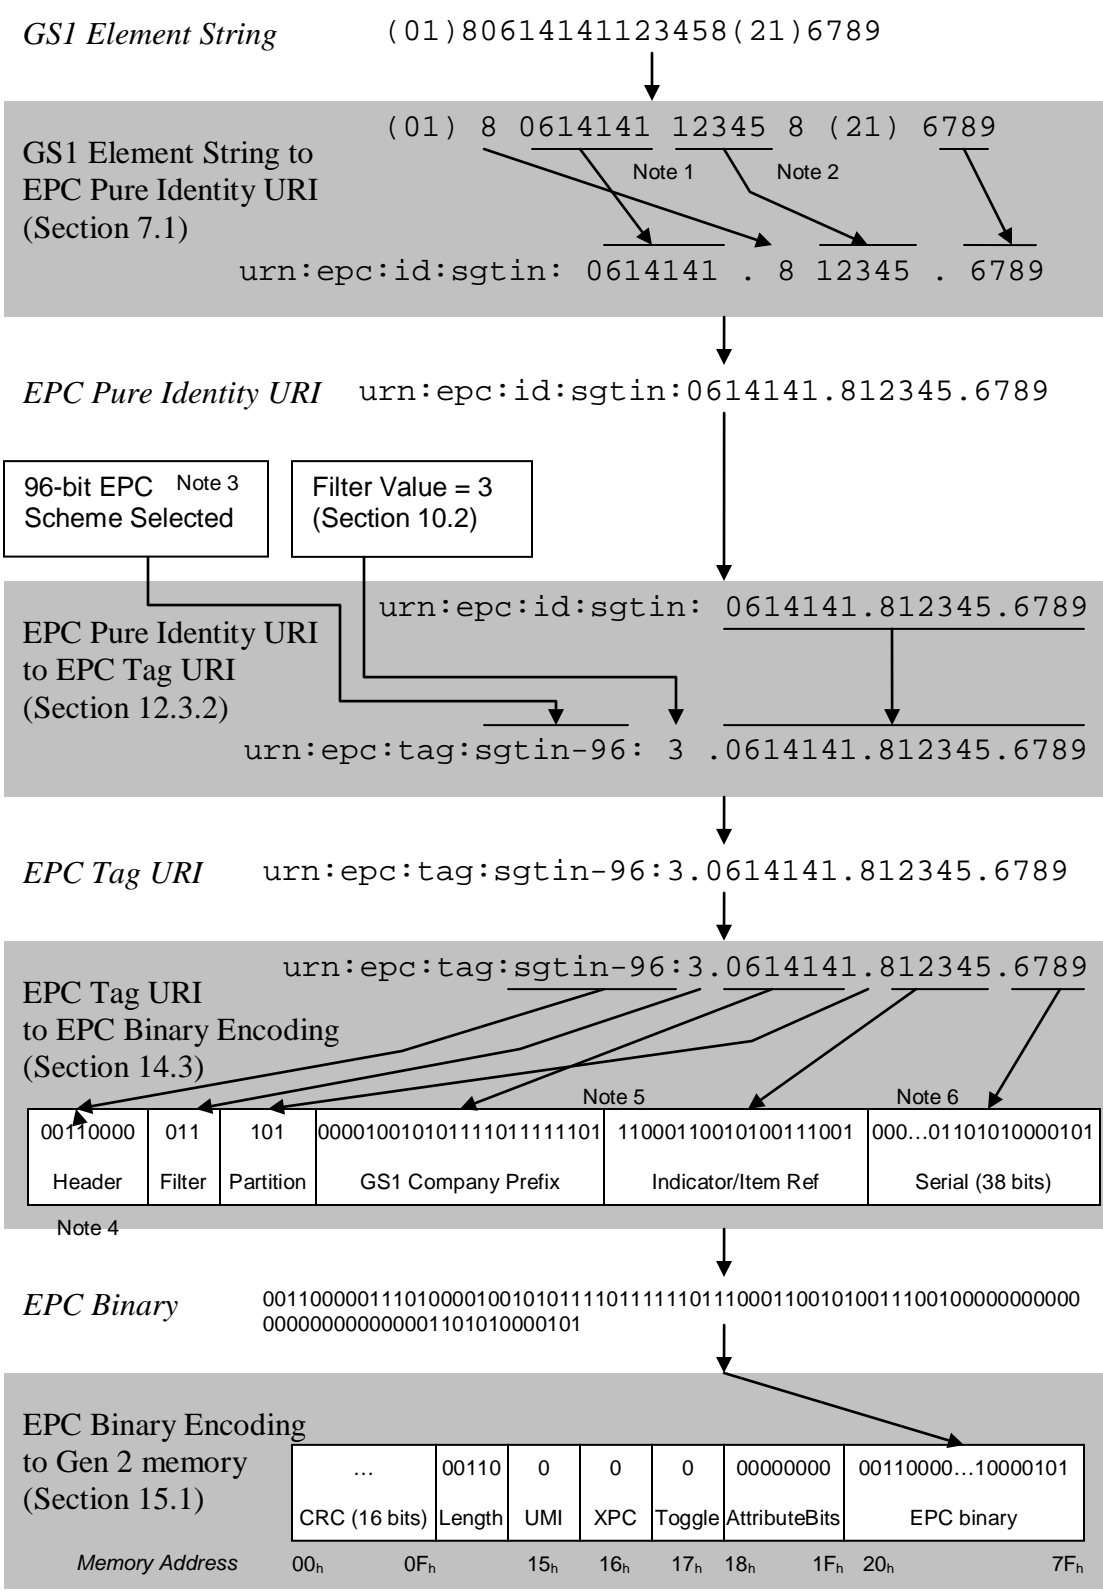 GS1 Element String
(01)80614141123458(21)6789
(01) 8 0614141 12345 8 (21) 6789
GS1 Element String to
EPC Pure Identity URI
(Section 7.1)
Note 1
Note 2
urn:epc:id:sgtin: 0614141 . 8 12345 . 6789
EPC Pure Identity URI
urn:epc:id:sgtin:0614141.812345.6789
96-bit EPC Note 3
Scheme Selected
Filter Value = 3
(Section 10.2)
urn:epc:id:sgtin: 0614141.812345.6789
EPC Pure Identity URI
to EPC Tag URI
(Section 12.3.2)
urn:epc:tag:sgtin-96: 3 .0614141.812345.6789
EPC Tag URI
urn:epc:tag:sgtin-96:3.0614141.812345.6789
urn:epc:tag:sgtin-96:3.0614141.812345.6789
EPC Tag URI
to EPC Binary Encoding
(Section 14.3)
Note 5
Note 6
00110000 011 101 000010010101111011111101 11000110010100111001 000…01101010000101
Header Filter Partition GS1 Company Prefix Indicator/Item Ref Serial (38 bits)
Note 4
EPC Binary
001100000111010000100101011110111111011100011001010011100100000000000
000000000000001101010000101
EPC Binary Encoding
to Gen 2 memory
(Section 15.1)
… 00110 0 0 0 00000000 00110000…10000101
CRC (16 bits) Length UMI XPC Toggle AttributeBits EPC binary
Memory Address 00h 0Fh 15h 16h 17h 18h 1Fh 20h 7Fh